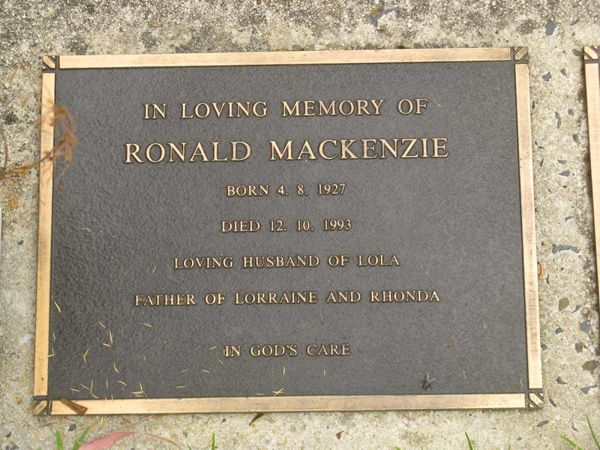 IN LOVING MEMORY OF
RONALD MACKENZIE
BORN 4. 8. 1927
DIED 12. 10. 1993
LOVING HUSBAND OF LOLA
FATHER OF LORRAINE AND RHONDA
IN GOD'S CARE